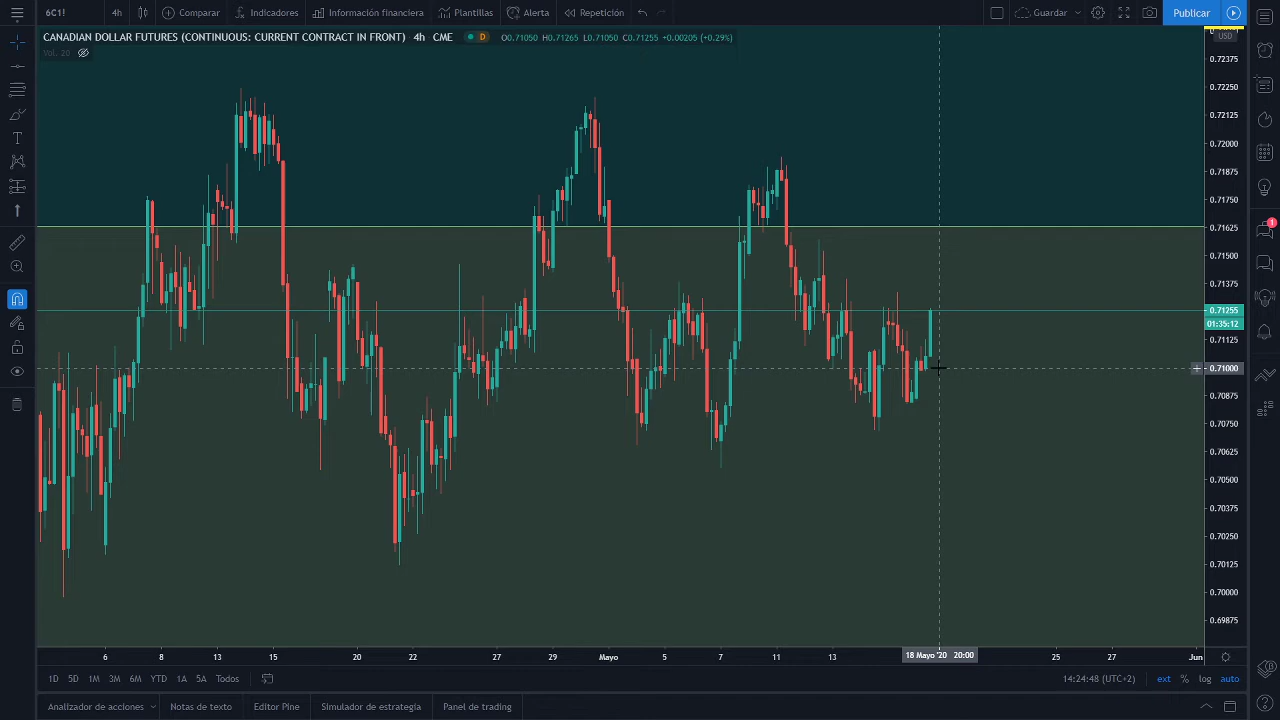 6C1!
4h
Comparar
Indicadores
Información financiera
Plantillas
Alerta
Repetición
Guardar
Publicar
CANADIAN DOLLAR FUTURES (CONTINUOUS: CURRENT CONTRACT IN FRONT) 4h CME
D
O0.71050 H0.71265 L0.71050 C0.71255 +0.00205 (+0.29%)
USD
Vol. 20
0.72375
0.72250
0.72125
0.72000
0.71875
0.71750
0.71625
0.71500
0.71375
0.71255
01:35:12
0.71125
0.71000
0.70875
0.70750
0.70625
0.70500
0.70375
0.70250
0.70125
0.70000
0.69875
3
6 8 13 15 20 22 27 29 Mayo 5 7 11 13 18 Mayo '20 20:00 25 27 Jun
1D 5D 1M 3M 6M YTD 1A 5A Todos
14:24:48 (UTC+2)
ext % log auto
Analizador de acciones
Notas de texto
Editor Pine
Simulador de estrategia
Panel de trading